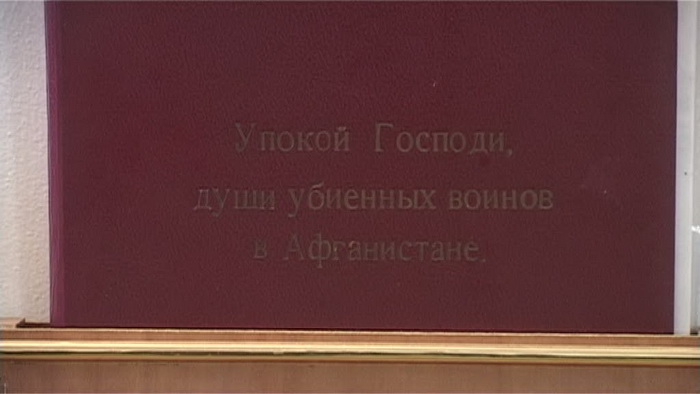 Упокой Господи,
души убиенных воинов
в Афганистане.